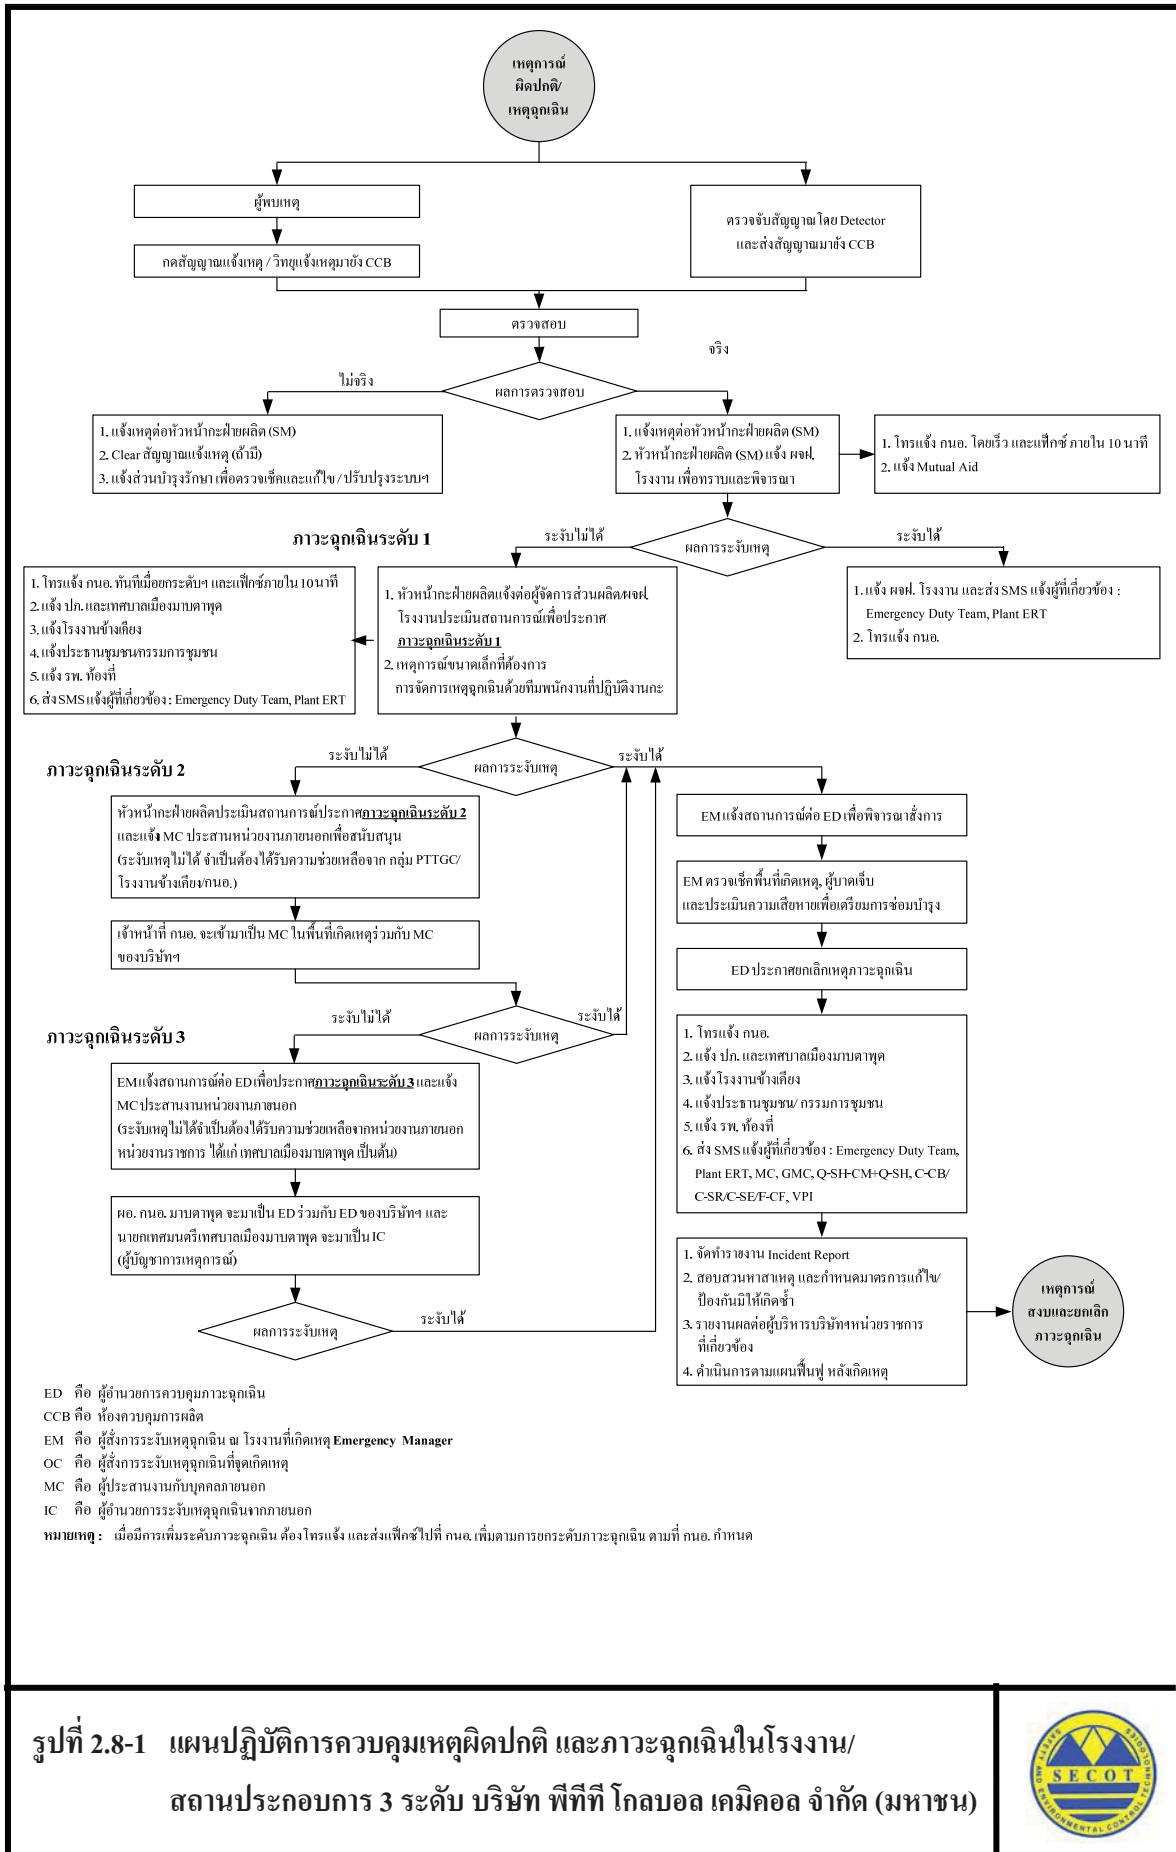 เหตุการณ์
ผิดปกติ/
เหตุฉุกเฉิน
ผู้พบเหตุ
กดสัญญาณแจ้งเหตุ / วิทยุแจ้งเหตุมายัง CCB
ตรวจจับสัญญาณโดย Detector
และส่งสัญญาณมายัง CCB
ตรวจสอบ
จริง
ไม่จริง
ผลการตรวจสอบ
1. แจ้งเหตุต่อหัวหน้ากะฝ่ายผลิต (SM)
2. Clear สัญญาณแจ้งเหตุ (ถ้ามี)
3. แจ้งส่วนบำรุงรักษา เพื่อตรวจเช็คและแก้ไข / ปรับปรุงระบบฯ
1. แจ้งเหตุต่อหัวหน้ากะฝ่ายผลิต (SM)
2. หัวหน้ากะฝ่ายผลิต (SM) แจ้ง ผจฝ.
โรงงาน เพื่อทราบและพิจารณา
1. โทรแจ้ง กนอ. โดยเร็ว และแฟ็กซ์ ภายใน 10 นาที
2. แจ้ง Mutual Aid
ภาวะฉุกเฉินระดับ 1
ระงับไม่ได้
ผลการระงับเหตุ
ระงับได้
1. โทรแจ้ง กนอ. ทันทีเมื่อยกระดับฯ และแฟ็กซ์ภายใน 10 นาที
2. แจ้ง ปภ. และเทศบาลเมืองมาบตาพุด
3. แจ้งโรงงานข้างเคียง
4. แจ้งประธานชุมชน/กรรมการชุมชน
5. แจ้ง รพ. ท้องที่
6. ส่ง SMS แจ้งผู้ที่เกี่ยวข้อง : Emergency Duty Team, Plant ERT
1. หัวหน้ากะฝ่ายผลิตแจ้งต่อผู้จัดการส่วนผลิต/ผจฝ.
โรงงานประเมินสถานการณ์เพื่อประกาศ
ภาวะฉุกเฉินระดับ 1
2. เหตุการณ์ขนาดเล็กที่ต้องการ
การจัดการเหตุฉุกเฉินด้วยทีมพนักงานที่ปฏิบัติงานกะ
1. แจ้ง ผจฝ. โรงงาน และส่ง SMS แจ้งผู้ที่เกี่ยวข้อง :
Emergency Duty Team, Plant ERT
2. โทรแจ้ง กนอ.
ภาวะฉุกเฉินระดับ 2
ระงับไม่ได้
ผลการระงับเหตุ
ระงับได้
หัวหน้ากะฝ่ายผลิตประเมินสถานการณ์ประกาศภาวะฉุกเฉินระดับ 2
และแจ้ง MC ประสานหน่วยงานภายนอกเพื่อสนับสนุน
(ระงับเหตุไม่ได้ จำเป็นต้องได้รับความช่วยเหลือจาก กลุ่ม PTTGC/
โรงงานข้างเคียง/กนอ.)
เจ้าหน้าที่ กนอ. จะเข้ามาเป็น MC ในพื้นที่เกิดเหตุร่วมกับ MC
ของบริษัทฯ
EM แจ้งสถานการณ์ต่อ ED เพื่อพิจารณาสั่งการ
EM ตรวจเช็คพื้นที่เกิดเหตุ, ผู้บาดเจ็บ
และประเมินความเสียหายเพื่อเตรียมการซ่อมบำรุง
ED ประกาศยกเลิกเหตุภาวะฉุกเฉิน
ภาวะฉุกเฉินระดับ 3
ระงับไม่ได้
ผลการระงับเหตุ
ระงับได้
EM แจ้งสถานการณ์ต่อ ED เพื่อประกาศภาวะฉุกเฉินระดับ 3 และแจ้ง
MC ประสานงานหน่วยงานภายนอก
(ระงับเหตุไม่ได้จำเป็นต้องได้รับความช่วยเหลือจากหน่วยงานภายนอก
หน่วยงานราชการ ได้แก่ เทศบาลเมืองมาบตาพุด เป็นต้น)
ผอ. กนอ. มาบตาพุด จะมาเป็น ED ร่วมกับ ED ของบริษัทฯ และ
นายกเทศมนตรีเทศบาลเมืองมาบตาพุด จะมาเป็น IC
(ผู้บัญชาการเหตุการณ์)
ผลการระงับเหตุ
ระงับได้
1. โทรแจ้ง กนอ.
2. แจ้ง ปภ. และเทศบาลเมืองมาบตาพุด
3. แจ้งโรงงานข้างเคียง
4. แจ้งประธานชุมชน/ กรรมการชุมชน
5. แจ้ง รพ. ท้องที่
6. ส่ง SMS แจ้งผู้ที่เกี่ยวข้อง : Emergency Duty Team,
Plant ERT, MC, GMC, Q-SH-CM+Q-SH, C-CB/
C-SR/C-SE/F-CF, VPI
1. จัดทำรายงาน Incident Report
2. สอบสวนหาสาเหตุ และกำหนดมาตรการแก้ไข/
ป้องกันมิให้เกิดซ้ำ
3. รายงานผลต่อผู้บริหารบริษัทฯหน่วยราชการ
ที่เกี่ยวข้อง
4. ดำเนินการตามแผนฟื้นฟู หลังเกิดเหตุ
เหตุการณ์
สงบและยกเลิก
ภาวะฉุกเฉิน
ED คือ ผู้อำนวยการควบคุมภาวะฉุกเฉิน
CCB คือ ห้องควบคุมการผลิต
EM คือ ผู้สั่งการระงับเหตุฉุกเฉิน ณ โรงงานที่เกิดเหตุ Emergency Manager
OC คือ ผู้สั่งการระงับเหตุฉุกเฉินที่จุดเกิดเหตุ
MC คือ ผู้ประสานงานกับบุคคลภายนอก
IC คือ ผู้อำนวยการระงับเหตุฉุกเฉินจากภายนอก
หมายเหตุ : เมื่อมีการเพิ่มระดับภาวะฉุกเฉิน ต้องโทรแจ้ง และส่งแฟ็กซ์ไปที่ กนอ. เพิ่มตามการยกระดับภาวะฉุกเฉิน ตามที่ กนอ. กำหนด
รูปที่ 2.8-1 แผนปฏิบัติการควบคุมเหตุผิดปกติ และภาวะฉุกเฉินในโรงงาน/
สถานประกอบการ 3 ระดับ บริษัท พีทีที โกลบอล เคมิคอล จำกัด (มหาชน)
SECOT
SAFETY AND ENVIRONMENTAL CONTROL TECHNOLOGIES